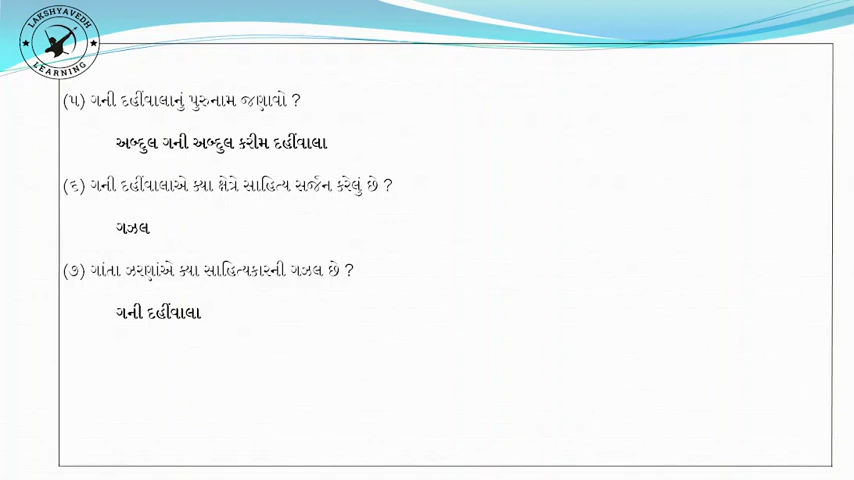 LAKSHYAVEDH
LEARNING
(૫) ગની દહીંવાલાનું પુરુનામ જણાવો ?
અબ્દુલ ગની અબ્દુલ કરીમ દહીંવાલા
(૬) ગની દહીંવાલાએ ક્યા ક્ષેત્રે સાહિત્ય સર્જન કરેલું છે ?
ગઝલ
(૭) ગાંતા ઝરણાંએ ક્યા સાહિત્યકારની ગઝલ છે ?
ગની દહીંવાલા